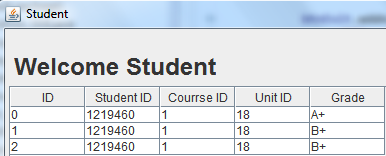 Student
Welcome Student
ID Student ID Courrse ID Unit ID Grade
0 1219460 1 18 A+
1 1219460 1 18 B+
2 1219460 1 18 B+